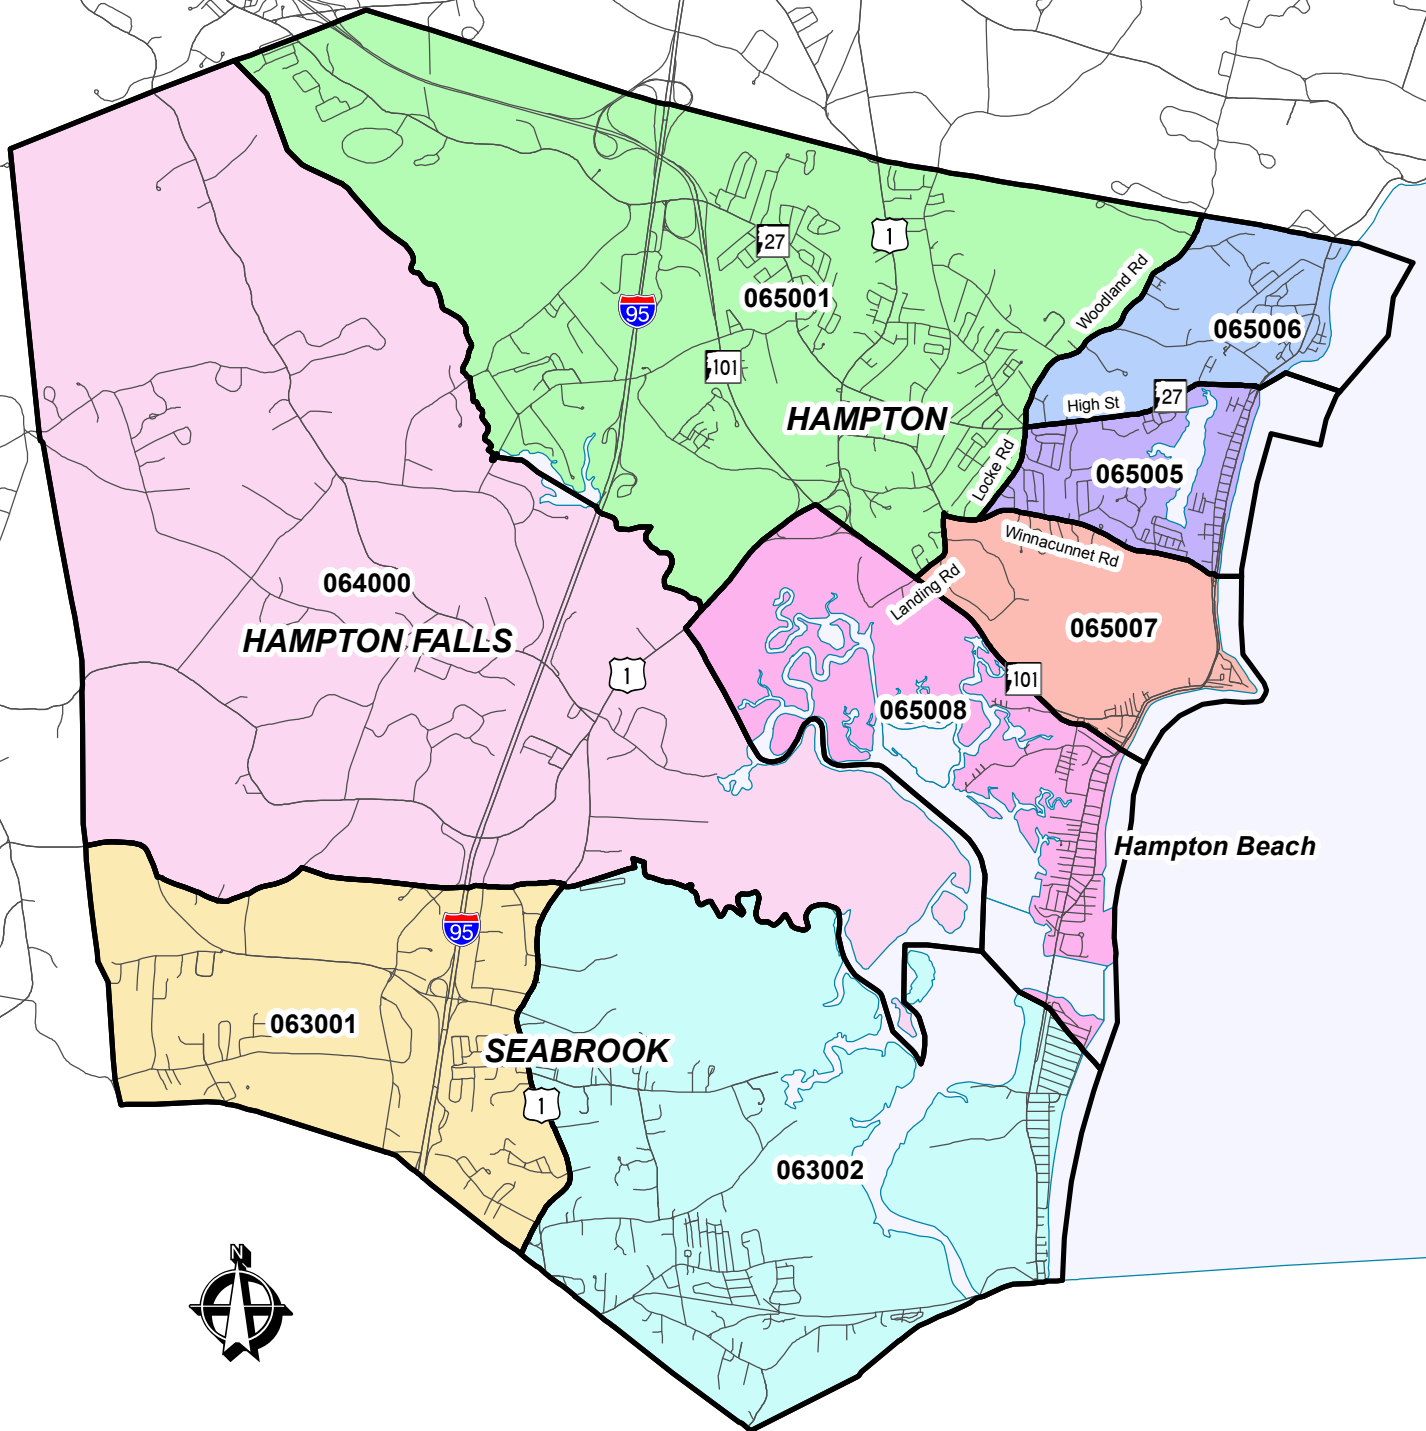 27
1
Woodland Rd
065001
95
065006
101
27
High St
HAMPTON
Locke Rd
065005
Winnacunnet Rd
064000
Landing Rd
065007
HAMPTON FALLS
1
101
065008
Hampton Beach
95
063001
SEABROOK
1
063002
N